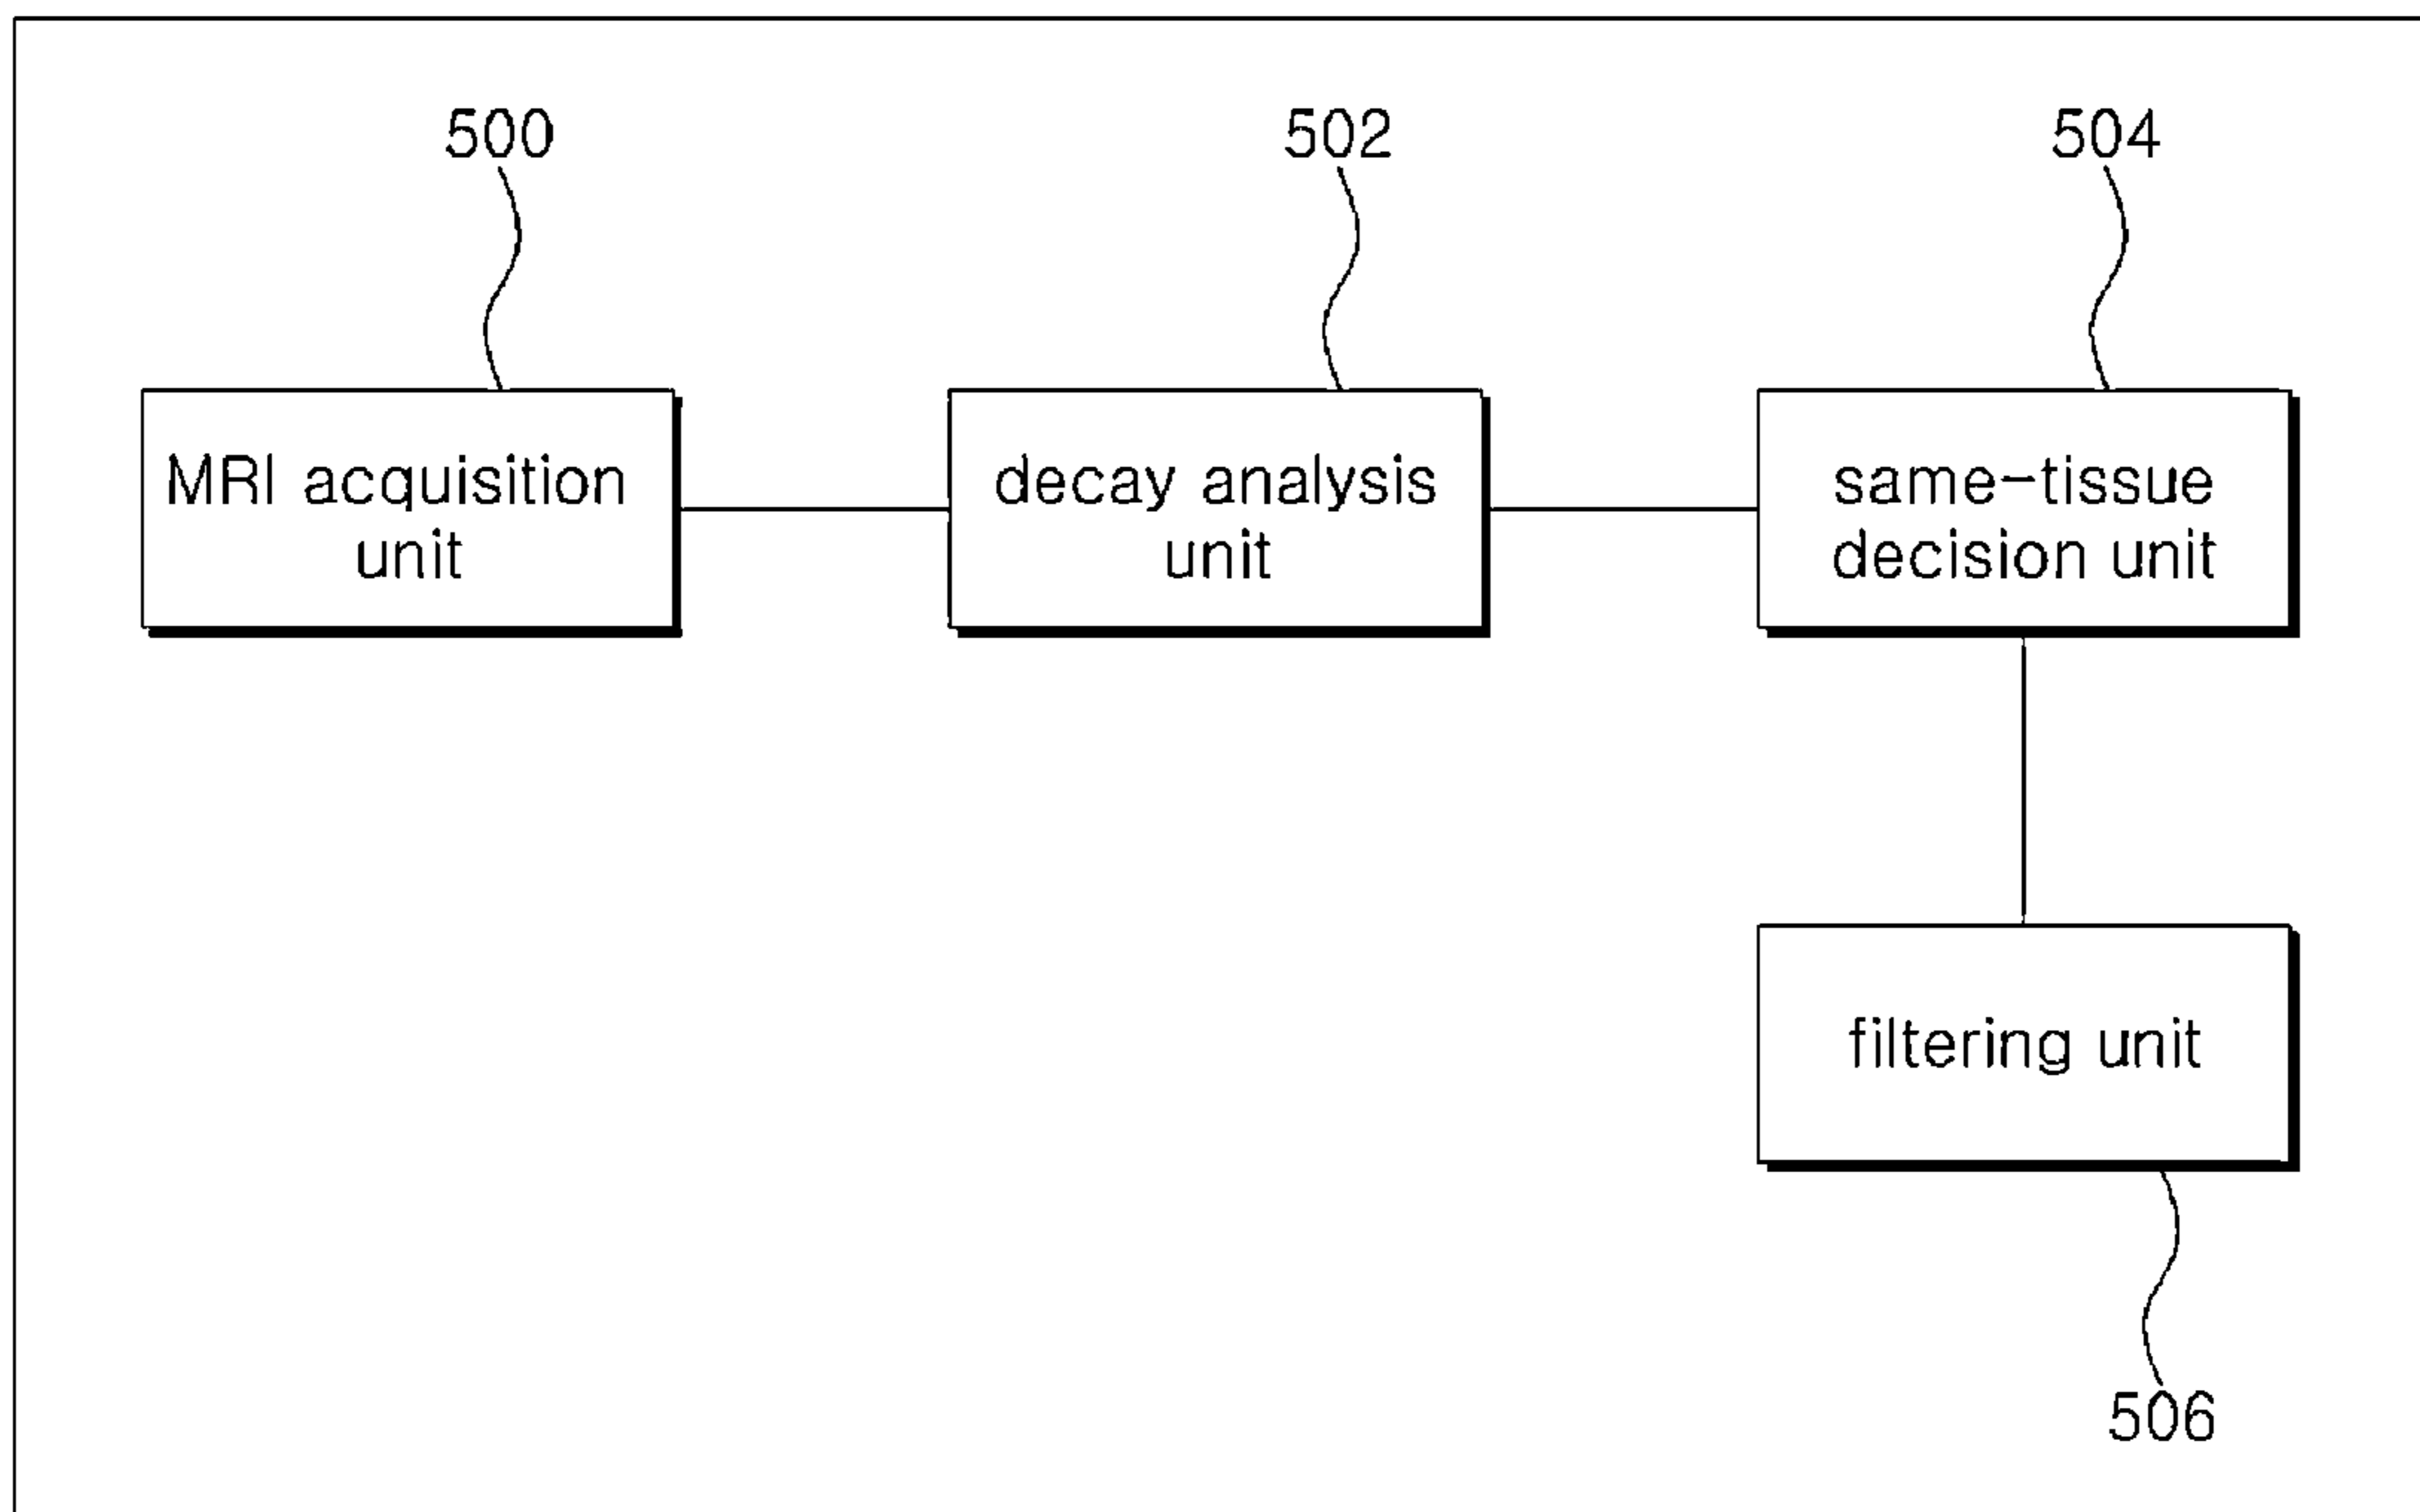 500
502
504
MRI acquisition
unit
decay analysis
unit
same-tissue
decision unit
filtering unit
506